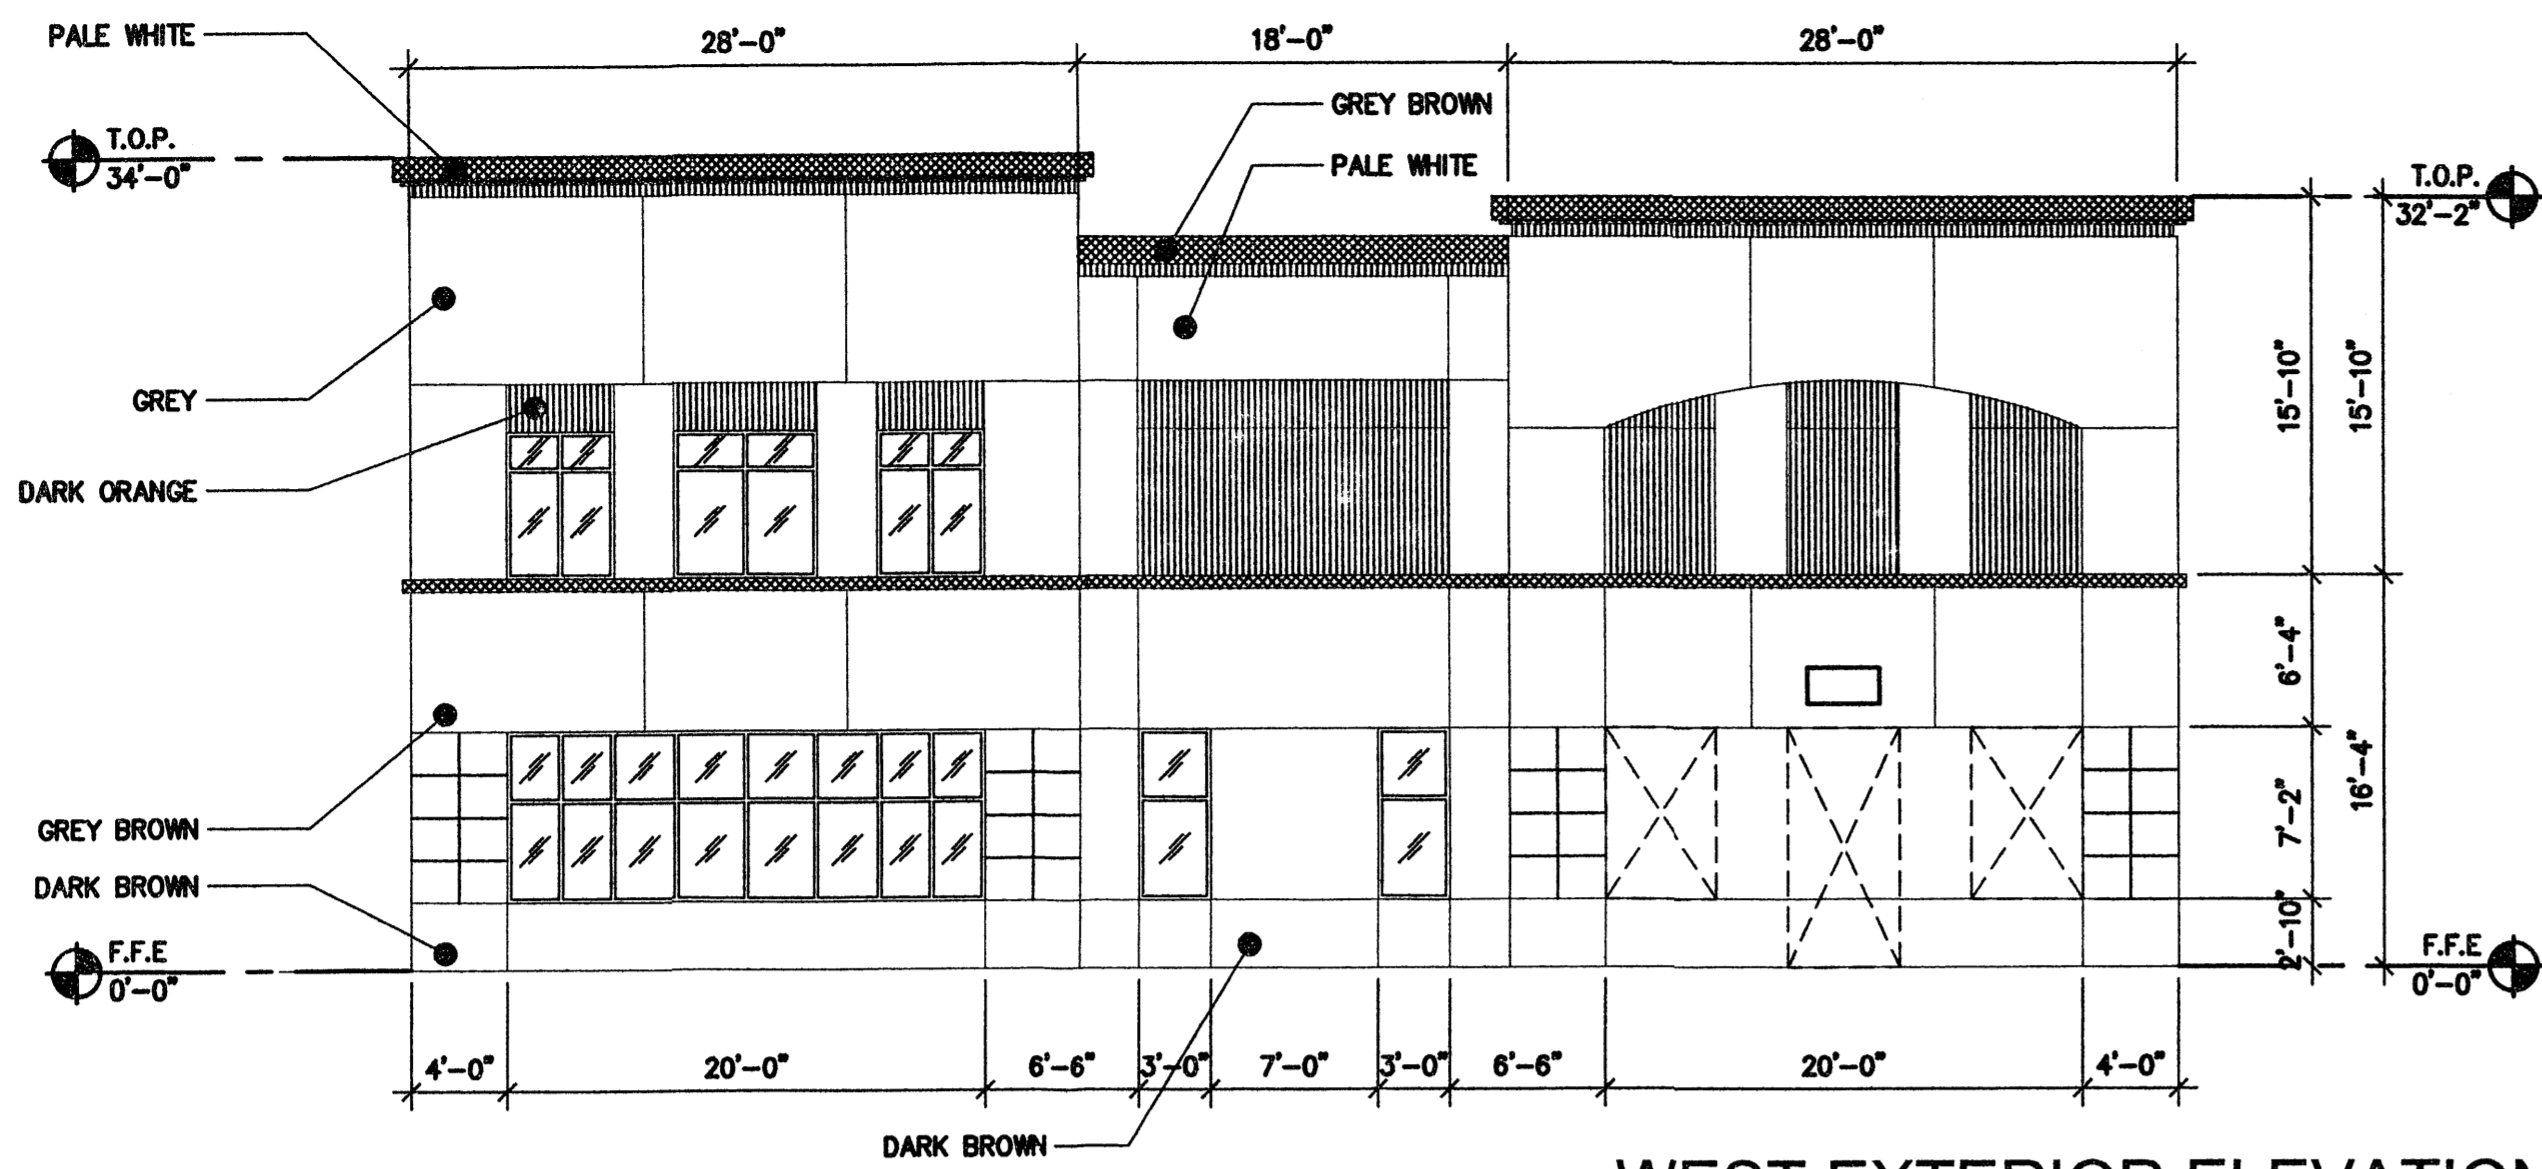 PALE WHITE
28'-0"
18'-0"
28'-0"
GREY BROWN
T.O.P.
34'-0"
PALE WHITE
T.O.P.
32'-2"
GREY
DARK ORANGE
15'-10"
15'-10"
6'-4"
16'-4"
7'-2"
2'-10"
GREY BROWN
DARK BROWN
F.F.E
0'-0"
F.F.E
0'-0"
4'-0"
20'-0"
6'-6"
3'-0"
7'-0"
3'-0"
6'-6"
20'-0"
4'-0"
DARK BROWN
WEST EXTERIOR ELEVATION